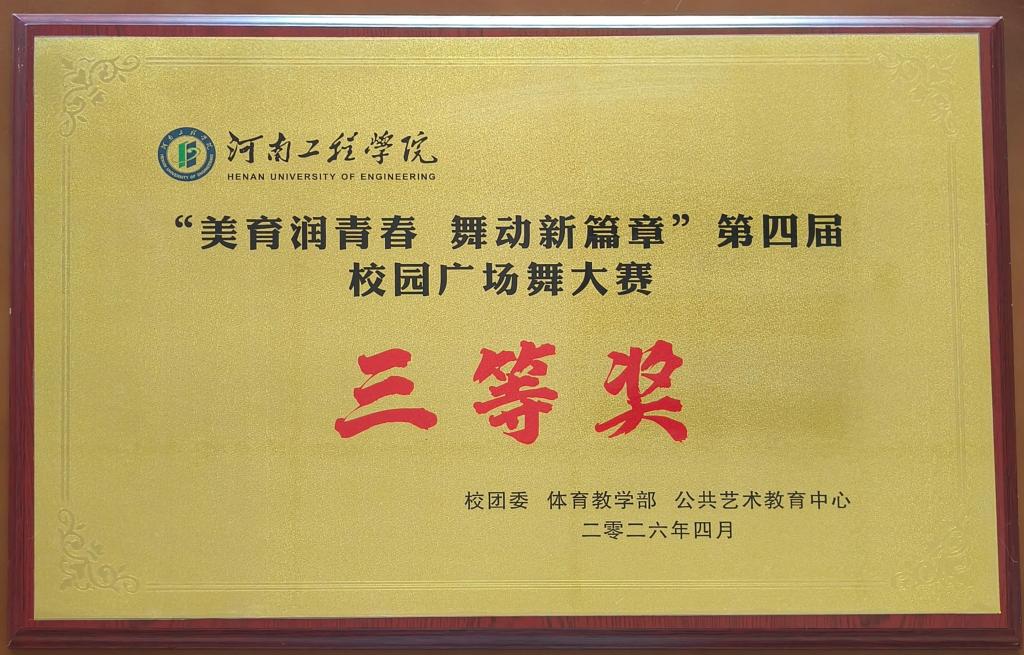 河南工程學院
HENAN UNIVERSITY OF ENGINEERING
“美育润青春 舞动新篇章”第四届
校园广场舞大赛
三等奖
校团委 体育教学部 公共艺术教育中心
二零二六年四月